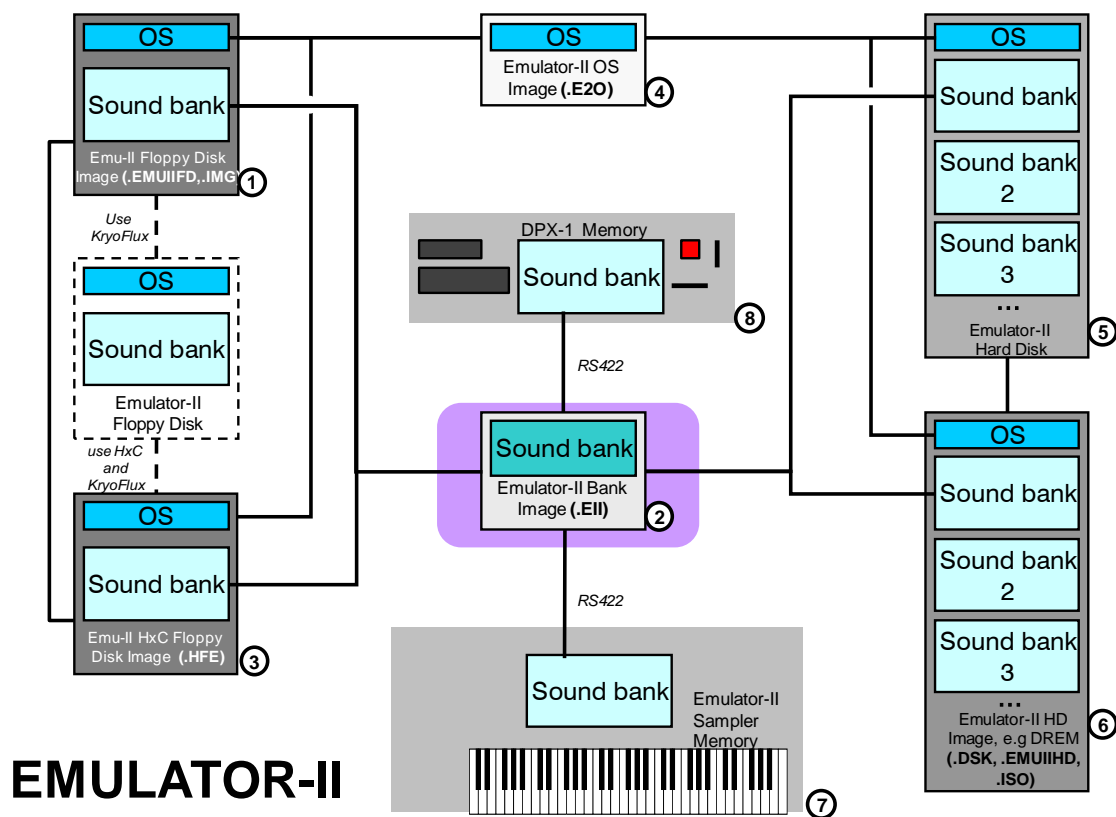 OS
Sound bank
Emu-II Floppy Disk
Image (.EMUIIFD,.IMG)
1
Use
KryoFlux
OS
Sound bank
Emulator-II
Floppy Disk
use HxC
and
KryoFlux
OS
Sound bank
Emu-II HxC Floppy
Disk Image (.HFE)
3
OS
Emulator-II OS
Image (.E2O)
4
DPX-1 Memory
Sound bank
8
RS422
Sound bank
Emulator-II Bank
Image (.EII)
2
RS422
Sound bank
Emulator-II
Sampler
Memory
7
OS
Sound bank
Sound bank
2
Sound bank
3
...
Emulator-II
Hard Disk
5
OS
Sound bank
Sound bank
2
Sound bank
3
...
Emulator-II HD
Image, e.g DREM
(.DSK, .EMUIIHD,
.ISO)
6
EMULATOR-II